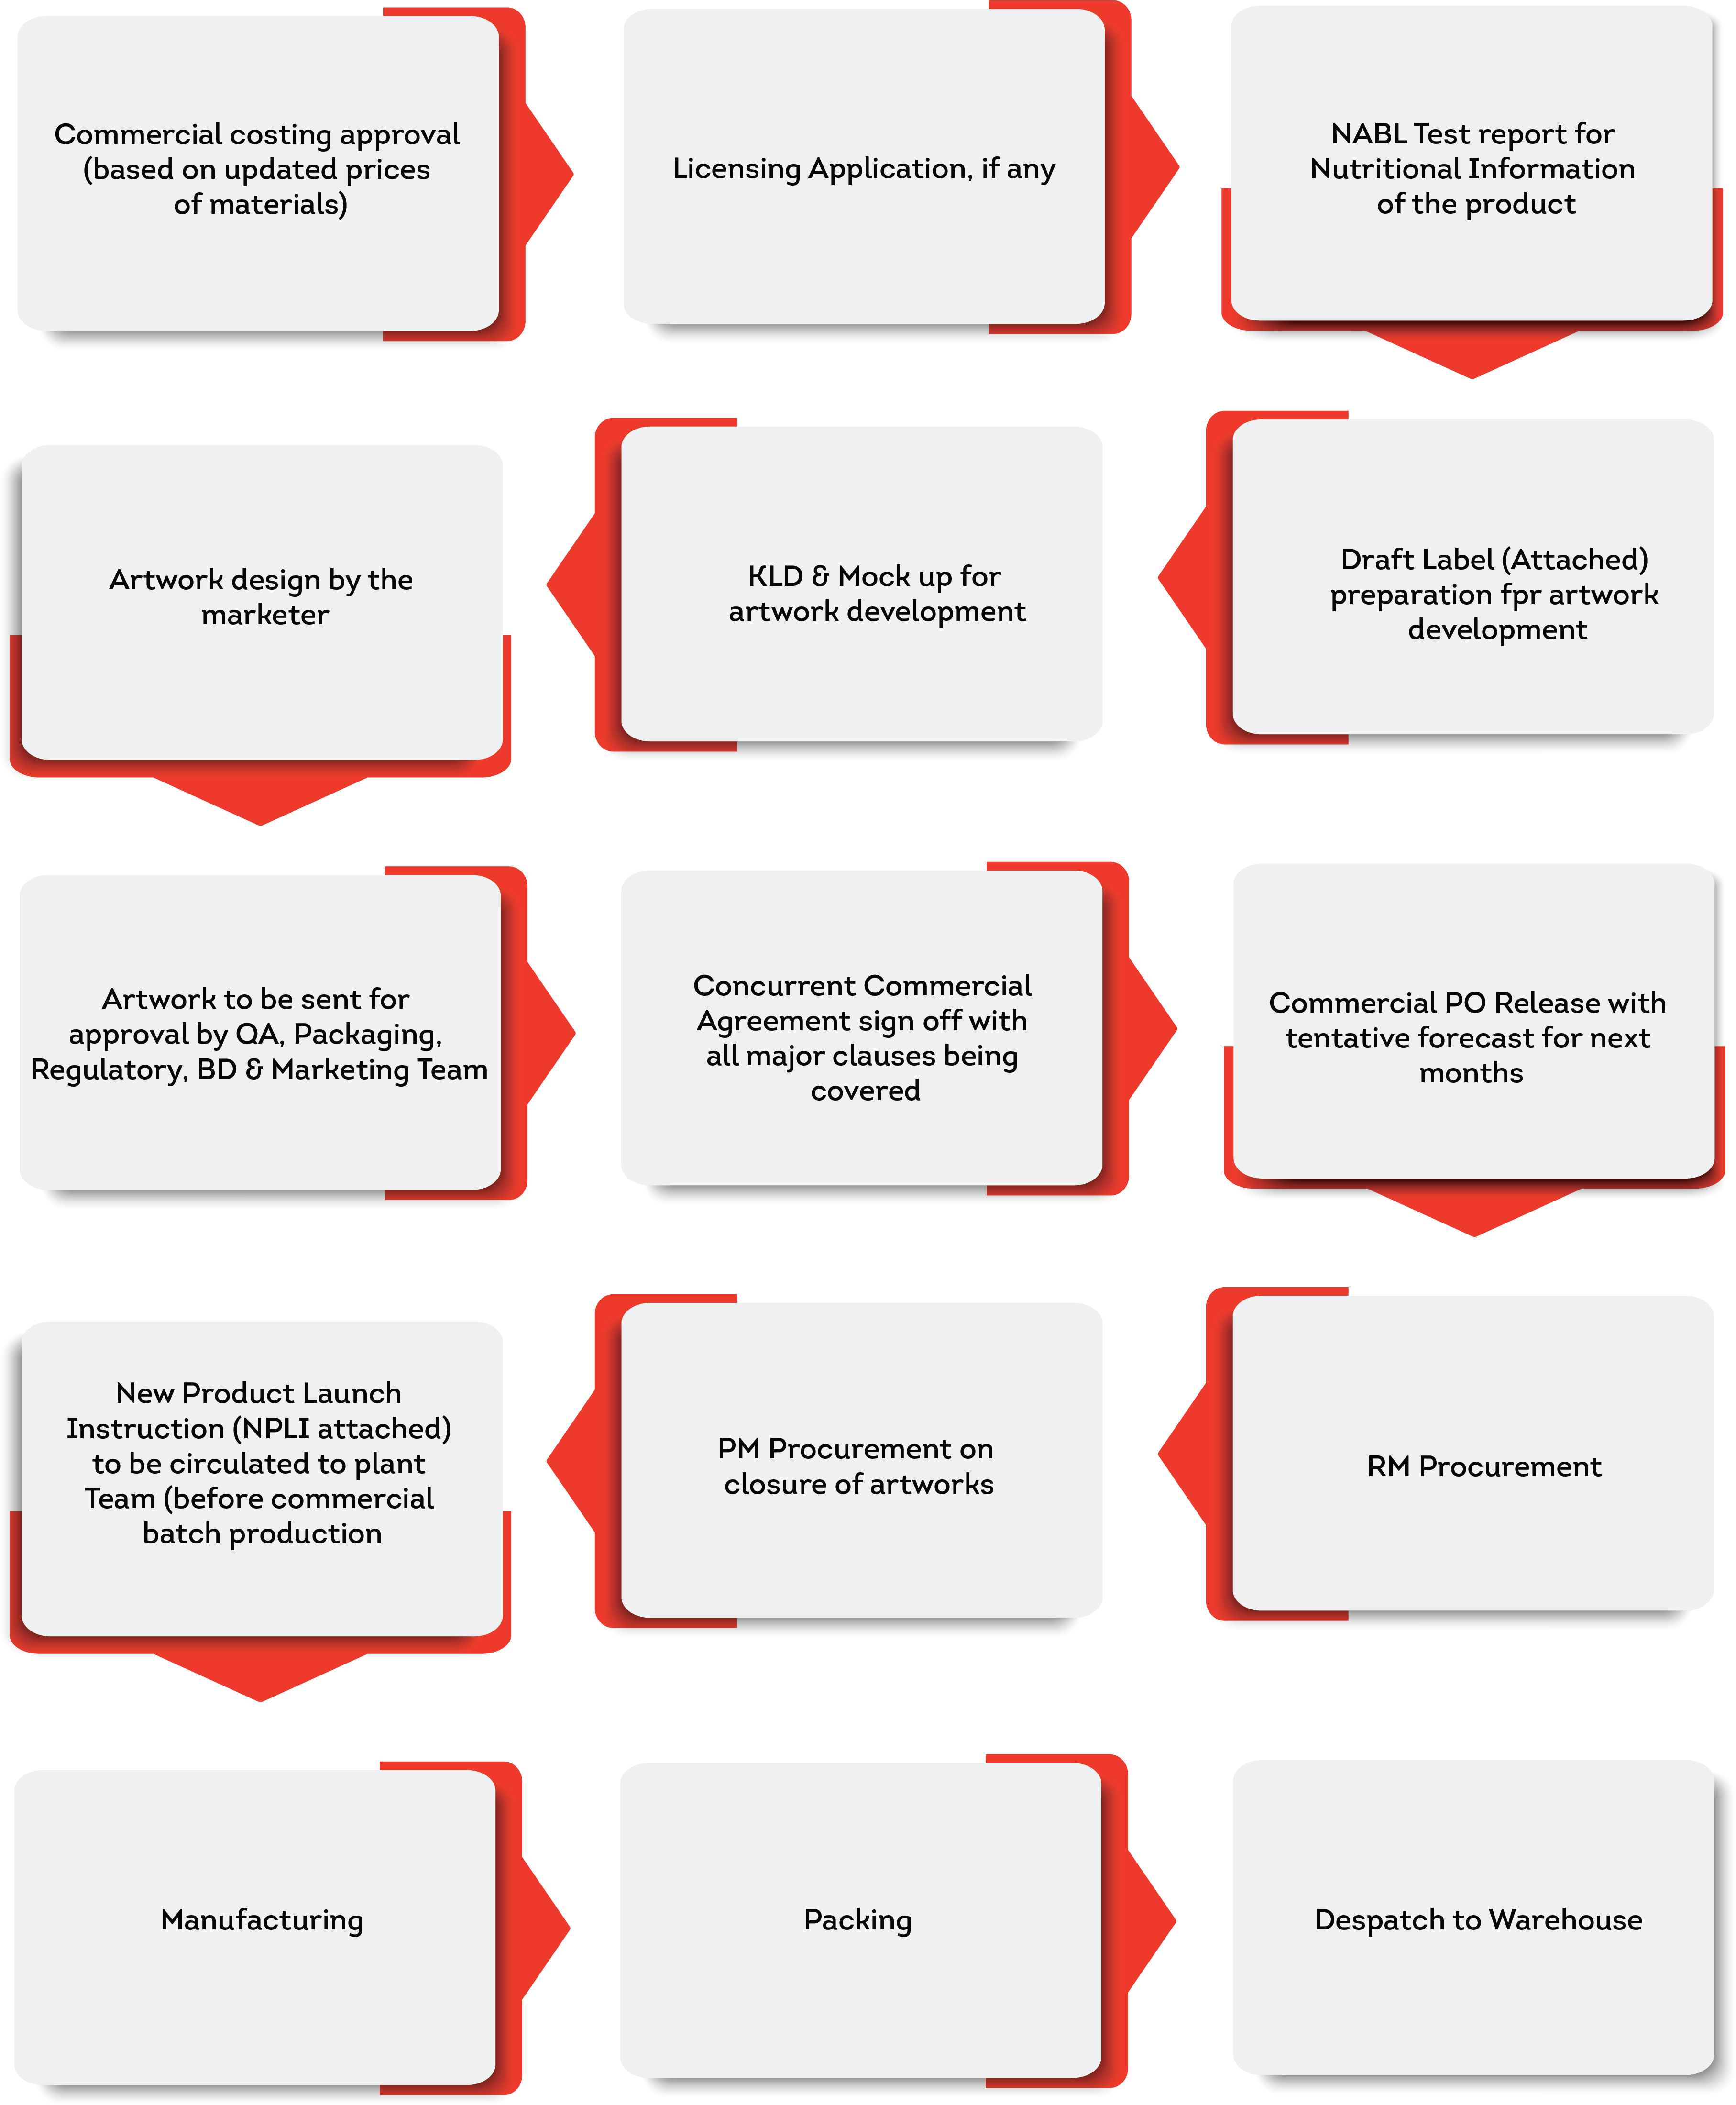 Commercial costing approval
(based on updated prices
of materials)
Licensing Application, if any
NABL Test report for
Nutritional Information
of the product
Draft Label (Attached)
preparation fpr artwork
development
KLD & Mock up for
artwork development
Artwork design by the
marketer
Artwork to be sent for
approval by QA, Packaging,
Regulatory, BD & Marketing Team
Concurrent Commercial
Agreement sign off with
all major clauses being
covered
Commercial PO Release with
tentative forecast for next
months
RM Procurement
PM Procurement on
closure of artworks
New Product Launch
Instruction (NPLI attached)
to be circulated to plant
Team (before commercial
batch production
Manufacturing
Packing
Despatch to Warehouse